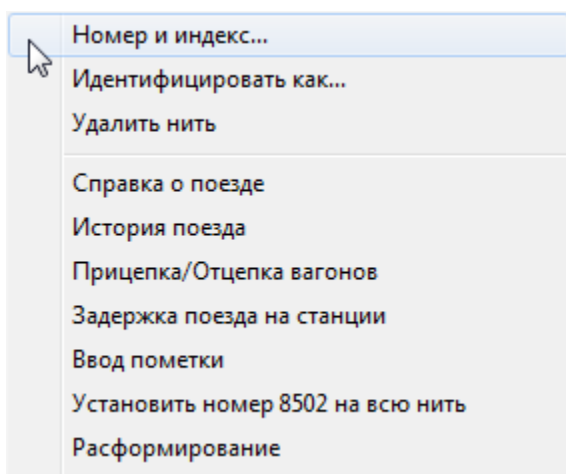 Номер и индекс...
Идентифицировать как...
Удалить нить
Справка о поезде
История поезда
Прицепка/Отцепка вагонов
Задержка поезда на станции
Ввод пометки
Установить номер 8502 на всю нить
Расформирование